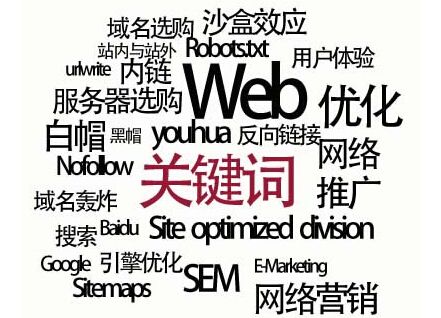 域名选购 沙盒效应
站内与站外 Robots.txt 用户体验
urlwrite 内链 Web
服务器选购 优化
白帽 黑帽 youhua 反向链接 网络
Nofollow 关键词 推广
域名轰炸
搜索 Baidu Site optimized division
Google 引擎优化 SEM E-Marketing
Sitemaps 网络营销